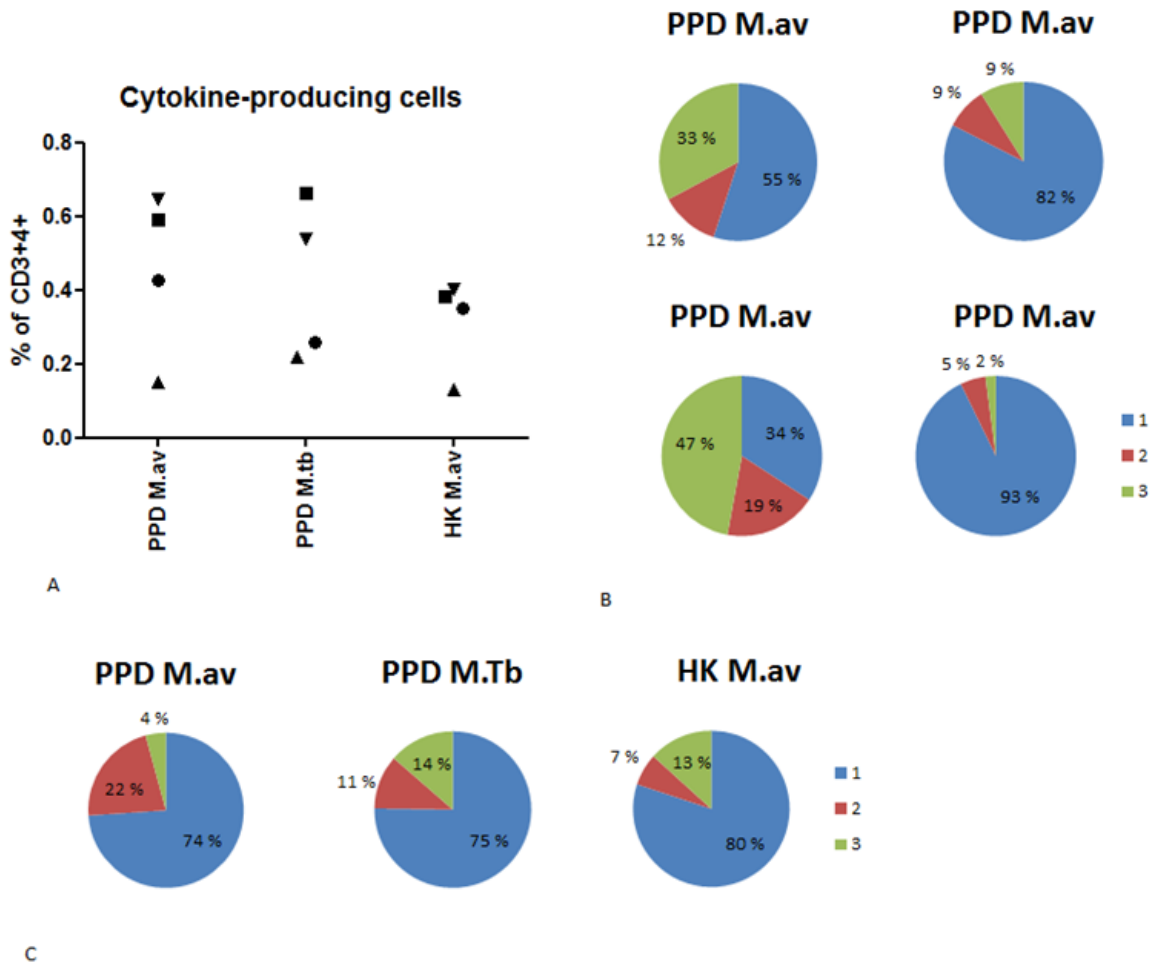 Cytokine-producing cells
% of CD3+4+
0.8
0.6
0.4
0.2
0.0
PPD M.av
PPD M.tb
HK M.av
A
PPD M.av
33 %
55 %
12 %
PPD M.av
9 %
9 %
82 %
PPD M.av
47 %
34 %
19 %
PPD M.av
5 %
2 %
93 %
1
2
3
B
PPD M.av
4 %
22 %
74 %
PPD M.Tb
14 %
11 %
75 %
HK M.av
7 %
13 %
80 %
1
2
3
C